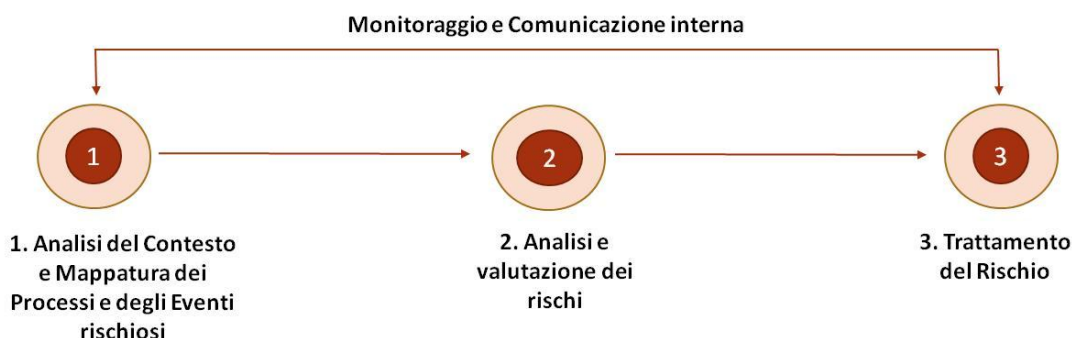 Monitoraggio e Comunicazione interna
1
2
3
1. Analisi del Contesto
e Mappatura dei
Processi e degli Eventi
rischiosi
2. Analisi e
valutazione dei
rischi
3. Trattamento
del Rischio